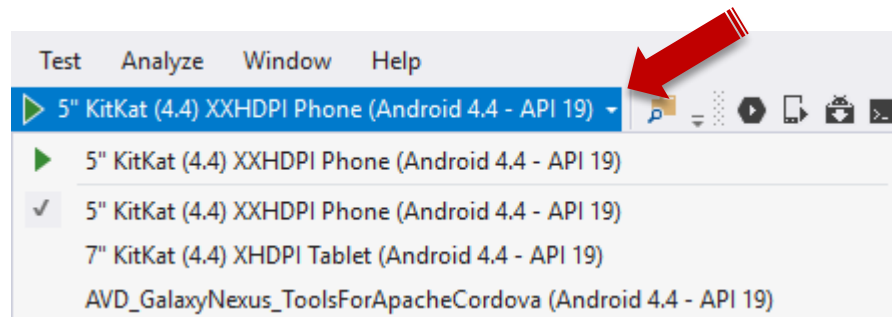 Test Analyze Window Help
5" KitKat (4.4) XXHDPI Phone (Android 4.4 - API 19)
5" KitKat (4.4) XXHDPI Phone (Android 4.4 - API 19)
5" KitKat (4.4) XXHDPI Phone (Android 4.4 - API 19)
7" KitKat (4.4) XHDPI Tablet (Android 4.4 - API 19)
AVD_GalaxyNexus_ToolsForApacheCordova (Android 4.4 - API 19)